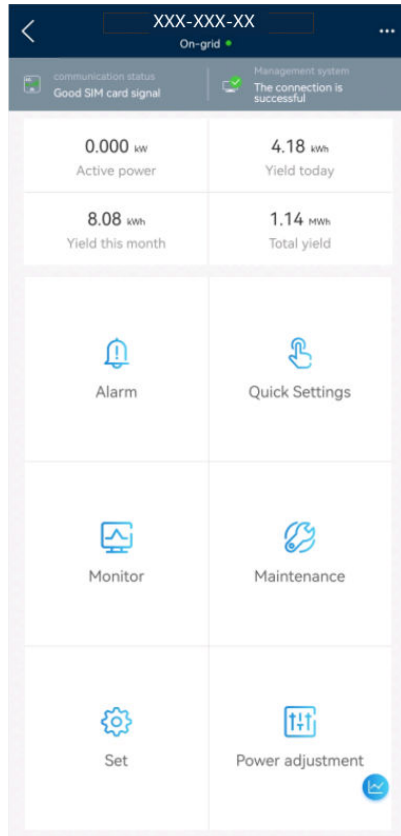 XXX-XXX-XX
On-grid
communication status
Good SIM card signal
Management system
The connection is
successful
0.000 kW
Active power
4.18 kWh
Yield today
8.08 kWh
Yield this month
1.14 MWh
Total yield
Alarm
Quick Settings
Monitor
Maintenance
Set
Power adjustment